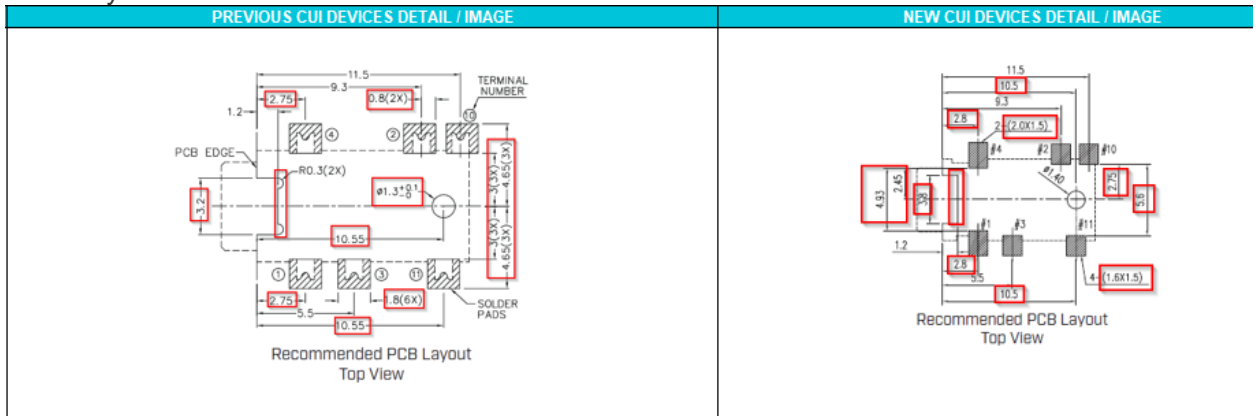 PREVIOUS CUI DEVICES DETAIL / IMAGE
NEW CUI DEVICES DETAIL / IMAGE
11.5
9.3
2.75
0.8(2X)
TERMINAL
NUMBER
1.2
④
②
⑩
PCB EDGE
R0.3(2X)
3(3X)
4.65(3X)
ø1.3+0.1-0
3.2
10.55
3(3X)
4.65(3X)
①
③
⑪
2.75
1.8(6X)
5.5
SOLDER
PADS
10.55
Recommended PCB Layout
Top View
11.5
10.5
9.3
2.8
2-(2.0X1.5)
#4
#2
#10
ø1.40
4.93
2.45
3.8
2.75
5.6
#1
#3
#11
1.2
2.8
5.5
4-(1.6X1.5)
10.5
Recommended PCB Layout
Top View